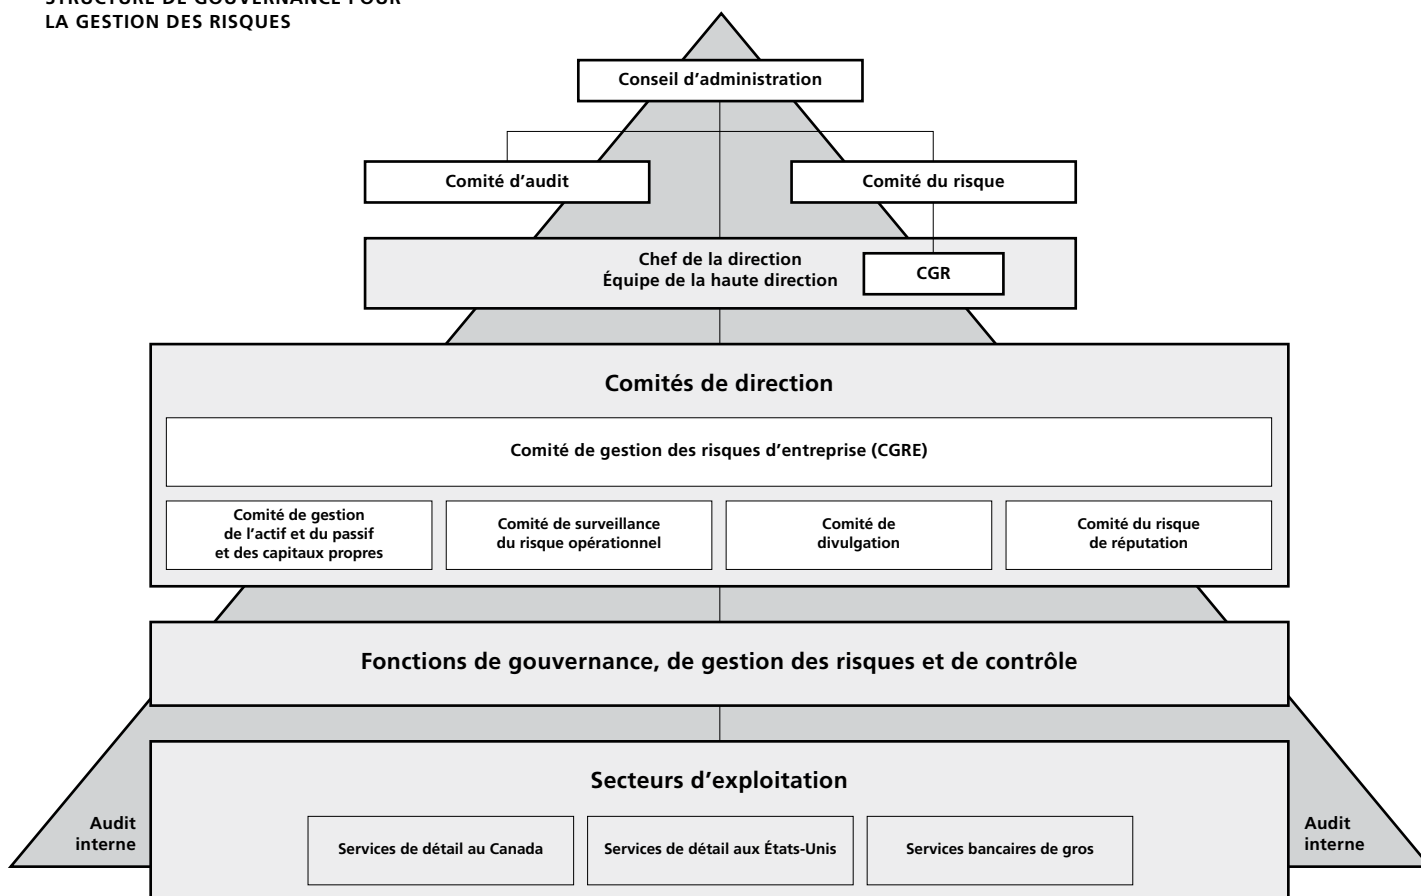 STRUCTURE DE GOUVERNANCE POUR
LA GESTION DES RISQUES
Conseil d'administration
Comité d'audit
Comité du risque
Chef de la direction
Équipe de la haute direction
CGR
Comités de direction
Comité de gestion des risques d'entreprise (CGRE)
Comité de gestion
de l'actif et du passif
et des capitaux propres
Comité de surveillance
du risque opérationnel
Comité de
divulgation
Comité du risque
de réputation
Fonctions de gouvernance, de gestion des risques et de contrôle
Secteurs d'exploitation
Audit
interne
Services de détail au Canada
Services de détail aux États-Unis
Services bancaires de gros
Audit
interne